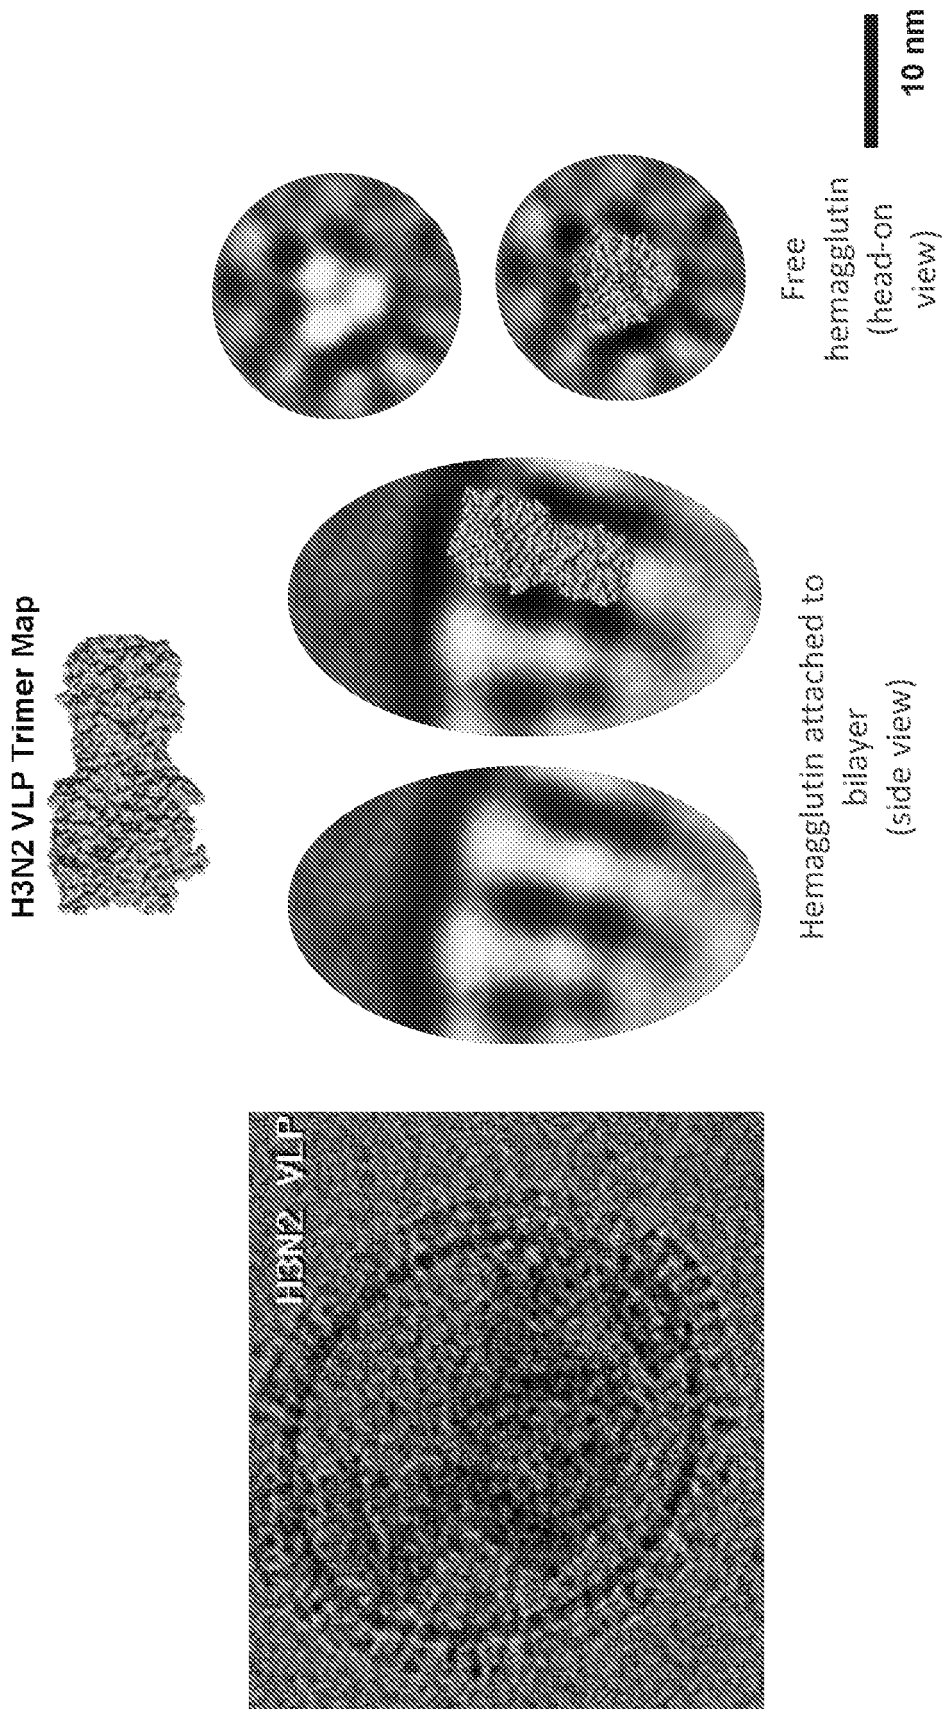 H3N2 VLP Trimer Map
H3N2 VLP
Hemagglutin attached to
bilayer
(side view)
Free
hemagglutin
(head-on
view)
10 nm